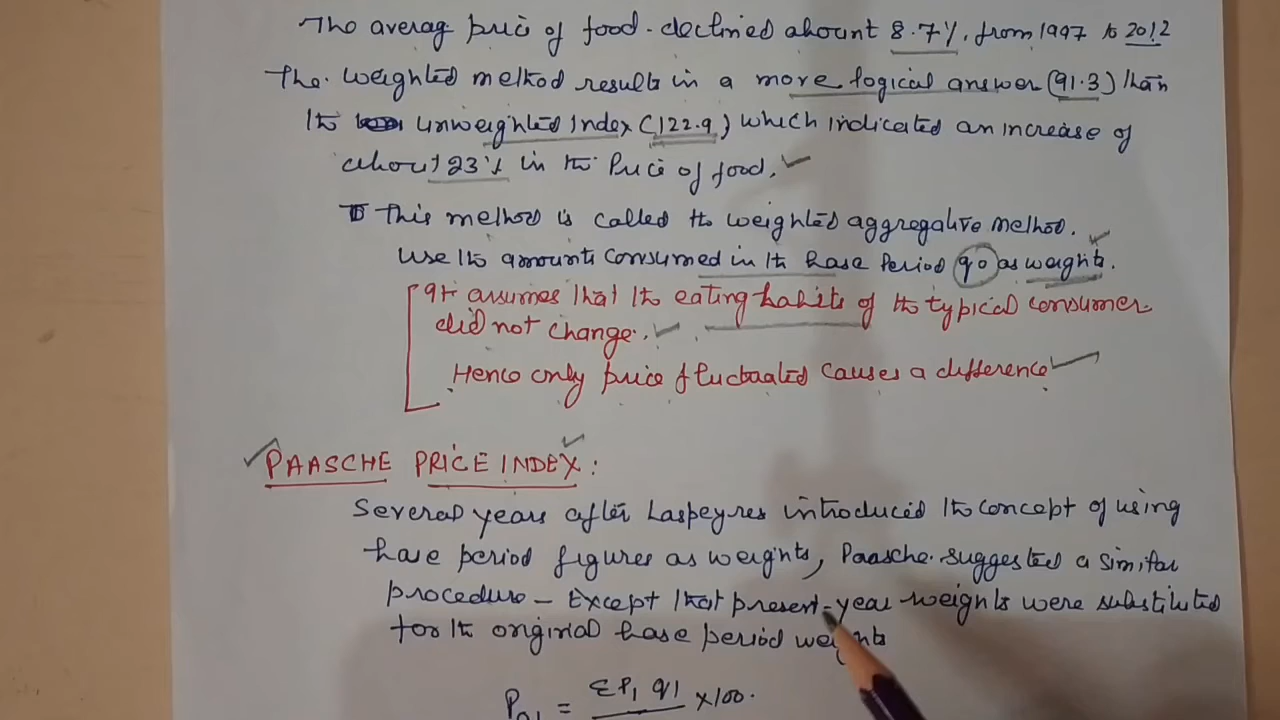 The average price of food declined about 8.7%, from 1997 to 2012
The weighted method results in a more logical answer (91.3) than
the unweighted Index (122.9) which indicated an increase of
about 23% in the Price of food.
This method is called the weighted aggregative method.
Use the amounts consumed in the base Period q0 as weights.
It assumes that the eating habits of the typical consumer
did not change.
Hence only price fluctuated causes a difference
PAASCHE PRICE INDEX:
Several years after Laspeyres introduced the concept of using
base period figures as weights, Paasche suggested a similar
procedure - Except that present-year weights were substituted
for the original base period weights
P01 = ΣP1 q1 ×100.